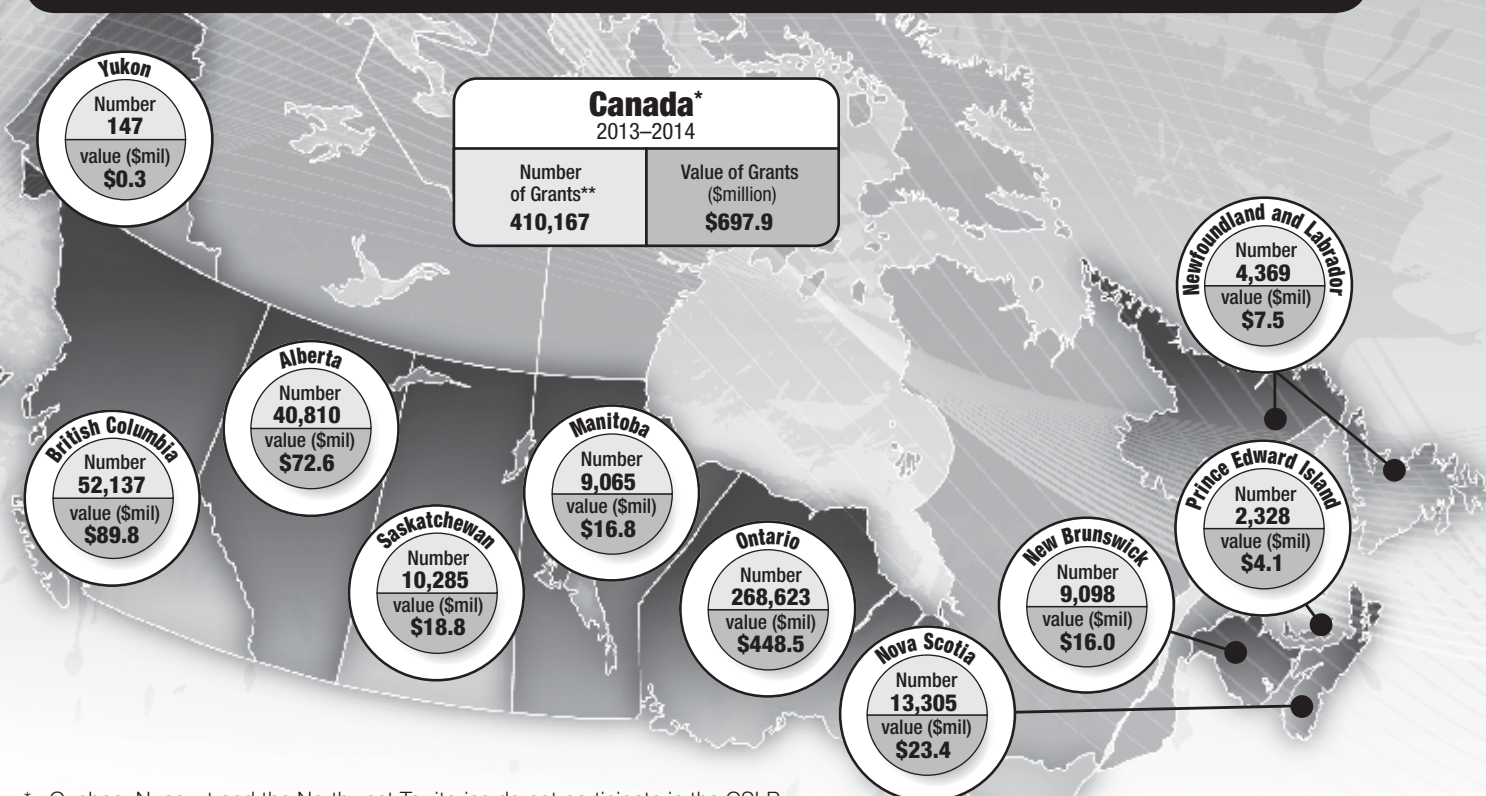 Yukon
Number
147
value ($mil)
$0.3
Canada*
2013–2014
Number
of Grants**
410,167
Value of Grants
($million)
$697.9
Newfoundland and Labrador
Number
4,369
value ($mil)
$7.5
Alberta
Number
40,810
value ($mil)
$72.6
British Columbia
Number
52,137
value ($mil)
$89.8
Manitoba
Number
9,065
value ($mil)
$16.8
Saskatchewan
Number
10,285
value ($mil)
$18.8
Ontario
Number
268,623
value ($mil)
$448.5
Prince Edward Island
Number
2,328
value ($mil)
$4.1
New Brunswick
Number
9,098
value ($mil)
$16.0
Nova Scotia
Number
13,305
value ($mil)
$23.4